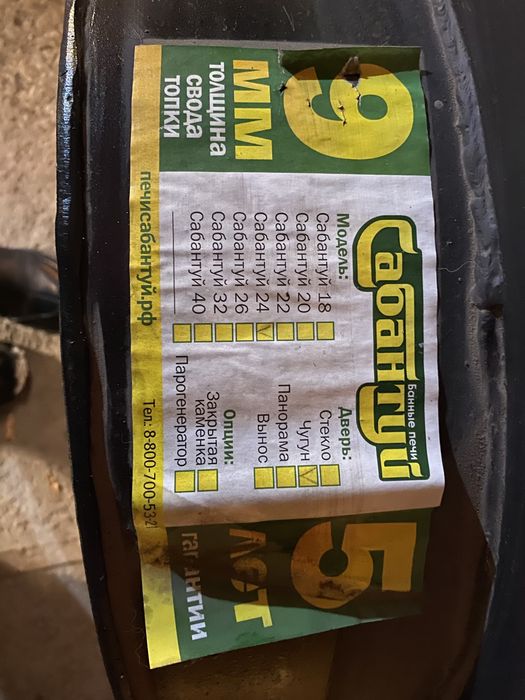 9
ММ
толщина
свода
топки
Сабантуй
Банные печи
Модель:
Сабантуй 18
Сабантуй 20
Сабантуй 22
Сабантуй 24 V
Сабантуй 26
Сабантуй 32
Сабантуй 40
Дверь:
Стекло
Чугун V
Панорама
Вынос
Опции:
Закрытая
каменка
Парогенератор
5
лет
гарантии
печисабантуй.рф
Тел.: 8-800-700-532